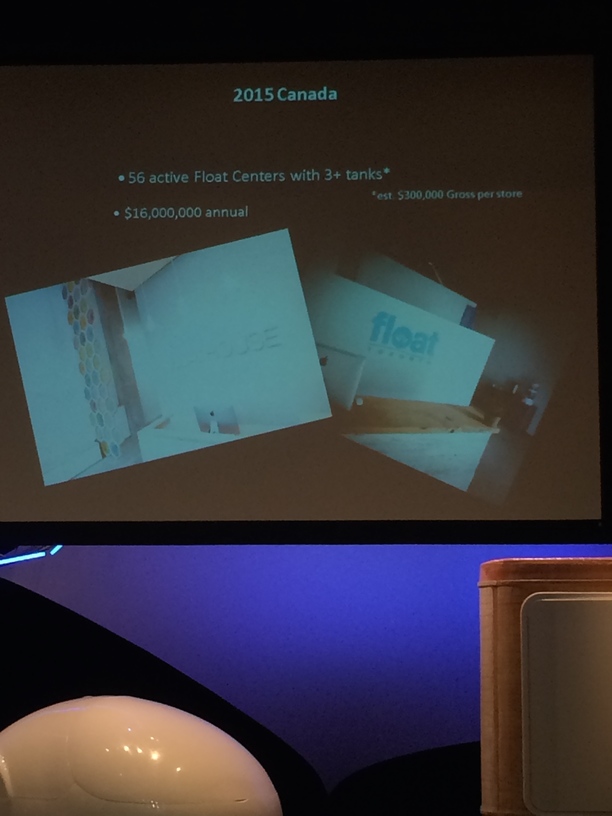 2015 Canada
• 56 active Float Centers with 3+ tanks*
*est. $300,000 Gross per store
• $16,000,000 annual
float